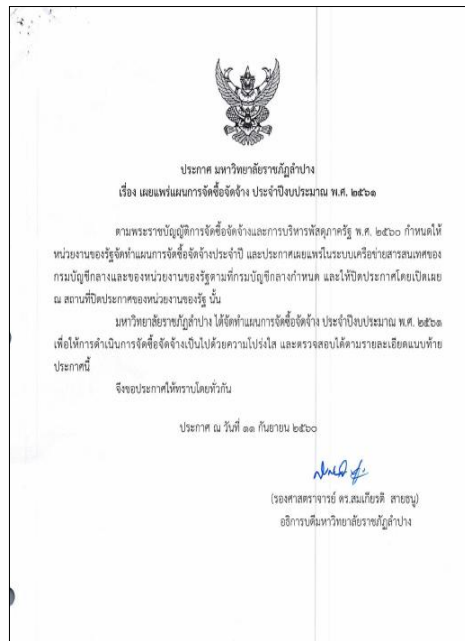 ประกาศ มหาวิทยาลัยราชภัฏลำปาง
เรื่อง เผยแพร่แผนการจัดซื้อจัดจ้าง ประจำปีงบประมาณ พ.ศ. ๒๕๖๑
ตามพระราชบัญญัติการจัดซื้อจัดจ้างและการบริหารพัสดุภาครัฐ พ.ศ. ๒๕๖๐ กำหนดให้
หน่วยงานของรัฐจัดทำแผนการจัดซื้อจัดจ้างประจำปี และประกาศเผยแพร่ในระบบเครือข่ายสารสนเทศของ
กรมบัญชีกลางและของหน่วยงานของรัฐตามที่กรมบัญชีกลางกำหนด และให้ปิดประกาศโดยเปิดเผย
ณ สถานที่ปิดประกาศของหน่วยงานของรัฐ นั้น
มหาวิทยาลัยราชภัฏลำปาง ได้จัดทำแผนการจัดซื้อจัดจ้าง ประจำปีงบประมาณ พ.ศ. ๒๕๖๑
เพื่อให้การดำเนินการจัดซื้อจัดจ้างเป็นไปด้วยความโปร่งใส และตรวจสอบได้ตามรายละเอียดแนบท้าย
ประกาศนี้
จึงขอประกาศให้ทราบโดยทั่วกัน
ประกาศ ณ วันที่ ๑๑ กันยายน ๒๕๖๐
(รองศาสตราจารย์ ดร.สมเกียรติ สายธนู)
อธิการบดีมหาวิทยาลัยราชภัฏลำปาง